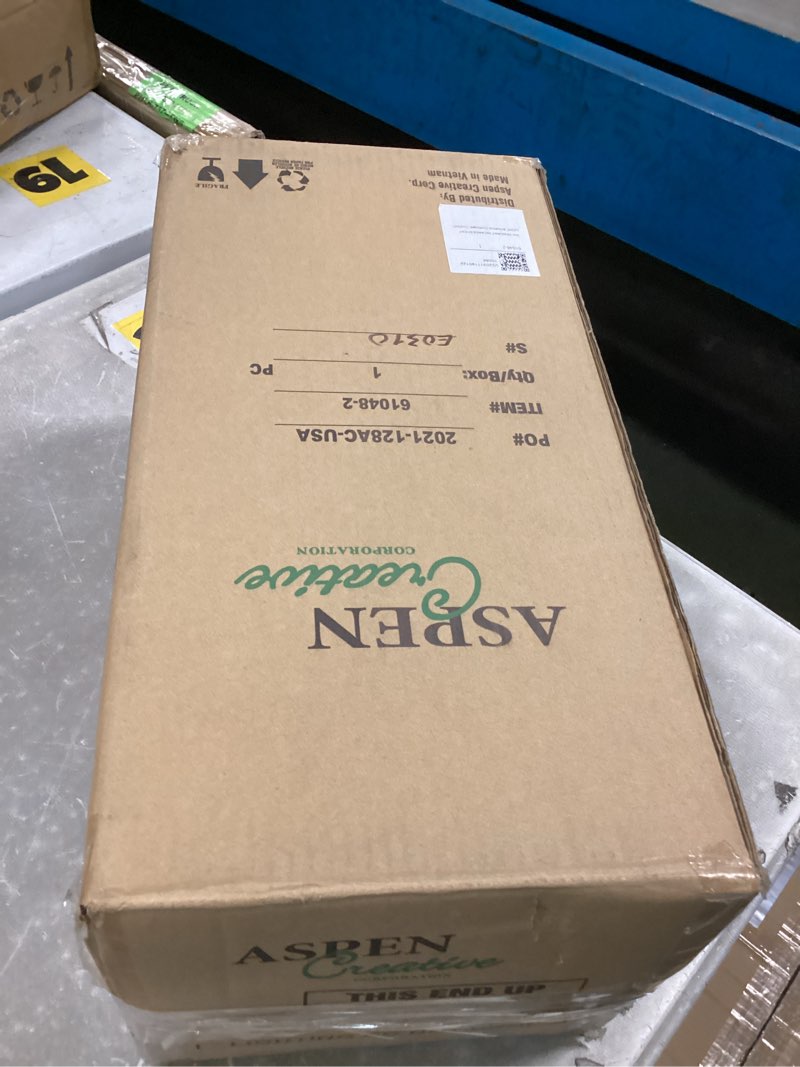 ASPEN
Creative
CORPORATION
PO# 2021-128AC-USA
ITEM# 61048-2
Qty/Box: 1 PC
S# E0310
Distributed By:
Aspen Creative Corp.
Made in Vietnam
FRAGILE
19
ASPEN
Creative
CORPORATION
THIS END UP